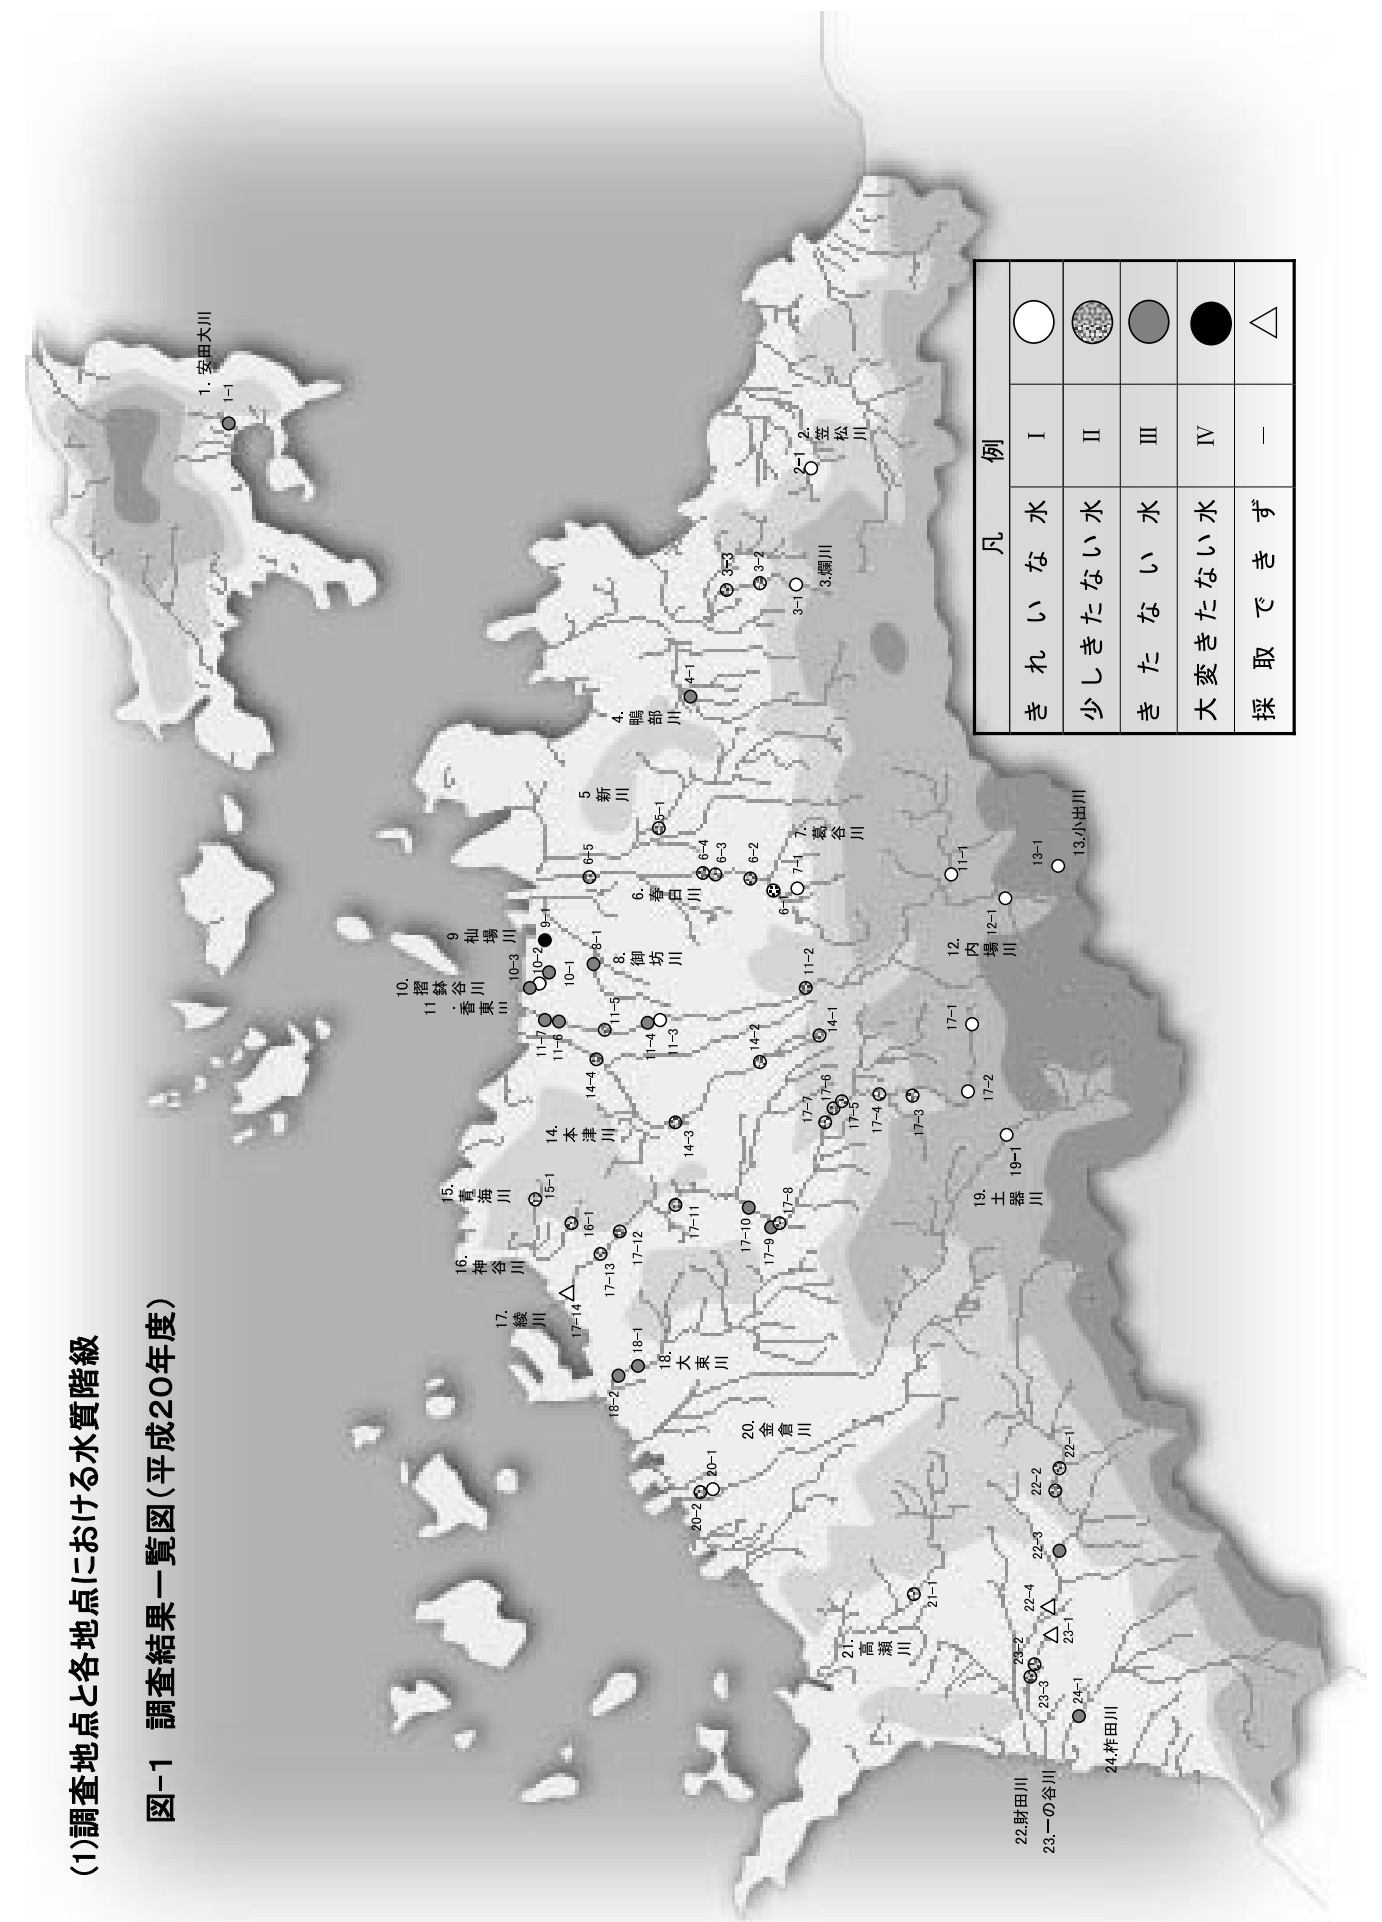 (1)調査地点と各地点における水質階級
図-1　調査結果一覧図(平成20年度)
1. 安田大川
1-1
2.笠松川
2-1
3.爛川
3-1
3-2
3-3
4.鴨部川
4-1
5 新川
5-1
6.春日川
6-1
6-2
6-3
6-4
6-5
7.葛谷川
7-1
8.御坊川
8-1
9 杣場川
9-1
10.摺鉢谷川
10-1
10-2
10-3
11.香東川
11-1
11-2
11-3
11-4
11-5
11-6
11-7
12.内場川
12-1
13.小出川
13-1
14.本津川
14-1
14-2
14-3
14-4
15.青海川
15-1
16.神谷川
16-1
17.綾川
17-1
17-2
17-3
17-4
17-5
17-6
17-7
17-8
17-9
17-10
17-11
17-12
17-13
17-14
18.大東川
18-1
18-2
19.土器川
19-1
20.金倉川
20-1
20-2
21.高瀬川
21-1
22.財田川
22-1
22-2
22-3
22-4
23.一の谷川
23-1
23-2
23-3
24.柞田川
24-1
凡例
きれいな水 Ⅰ
少しきたない水 Ⅱ
きたない水 Ⅲ
大変きたない水 Ⅳ
採取できず －